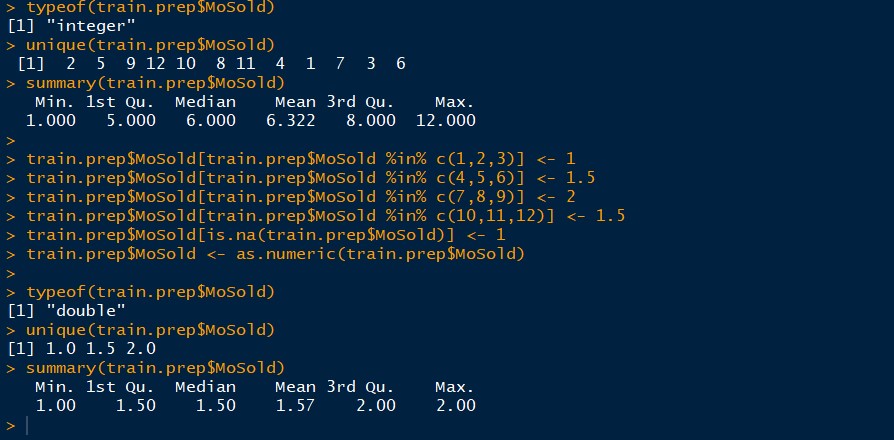 > typeof(train.prep$MoSold)
[1] "integer"
> unique(train.prep$MoSold)
 [1]  2  5  9 12 10  8 11  4  1  7  3  6
> summary(train.prep$MoSold)
   Min. 1st Qu.  Median    Mean 3rd Qu.    Max.
  1.000   5.000   6.000   6.322   8.000  12.000
>
> train.prep$MoSold[train.prep$MoSold %in% c(1,2,3)] <- 1
> train.prep$MoSold[train.prep$MoSold %in% c(4,5,6)] <- 1.5
> train.prep$MoSold[train.prep$MoSold %in% c(7,8,9)] <- 2
> train.prep$MoSold[train.prep$MoSold %in% c(10,11,12)] <- 1.5
> train.prep$MoSold[is.na(train.prep$MoSold)] <- 1
> train.prep$MoSold <- as.numeric(train.prep$MoSold)
>
> typeof(train.prep$MoSold)
[1] "double"
> unique(train.prep$MoSold)
[1] 1.0 1.5 2.0
> summary(train.prep$MoSold)
   Min. 1st Qu.  Median    Mean 3rd Qu.    Max.
   1.00    1.50    1.50    1.57    2.00    2.00
>